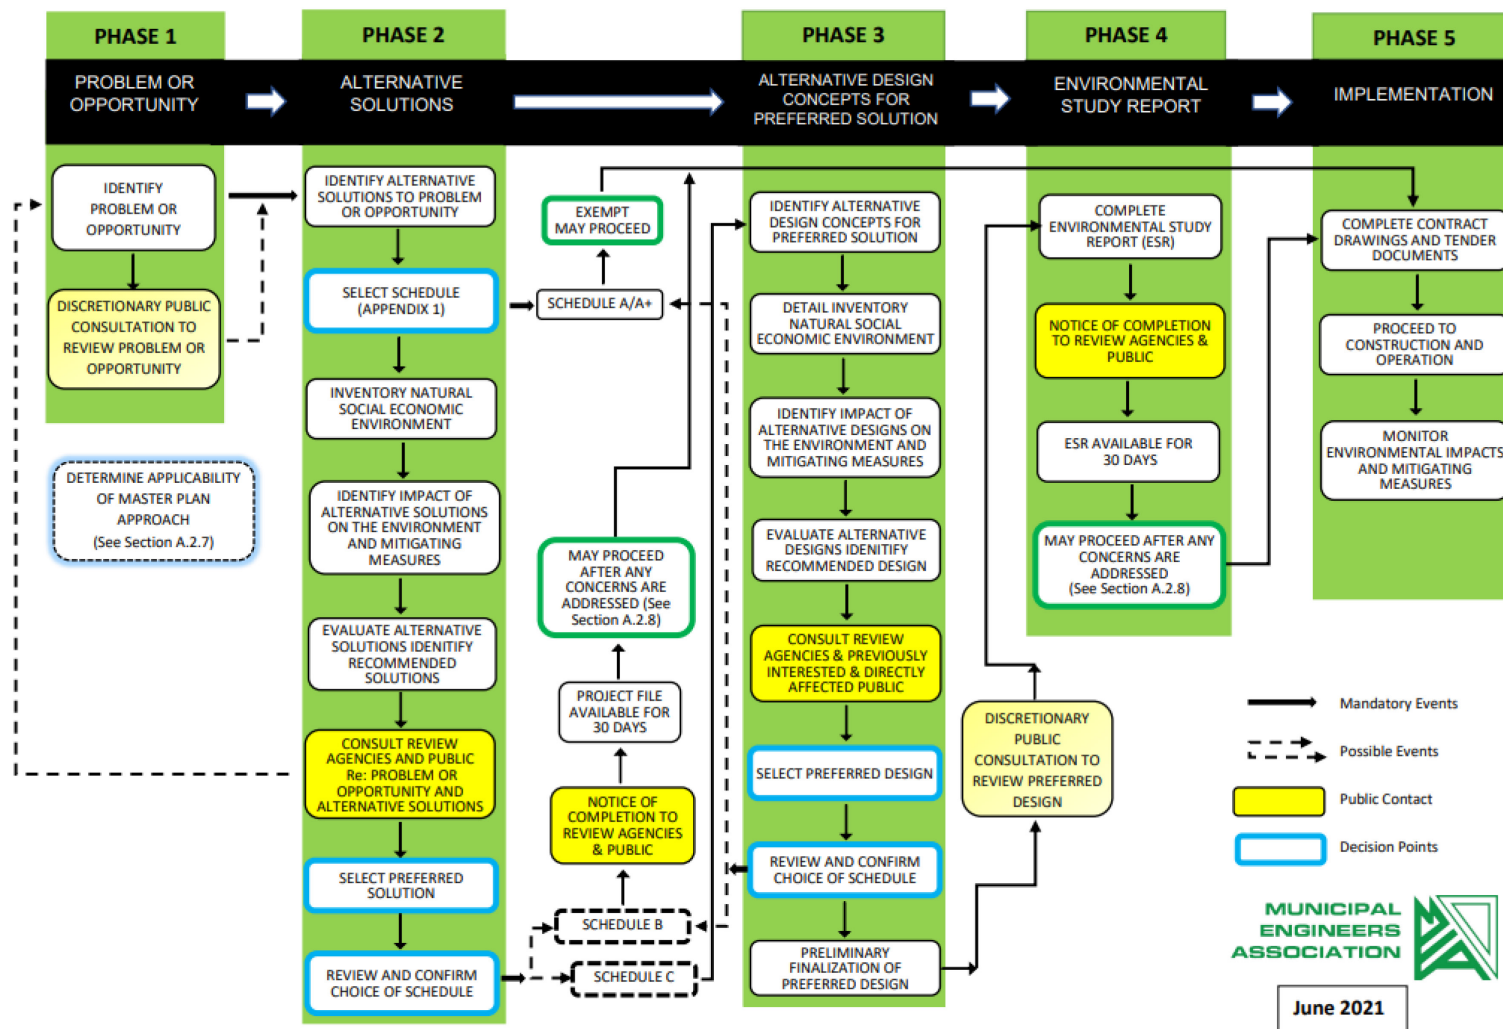 PHASE 1
PROBLEM OR
OPPORTUNITY
IDENTIFY
PROBLEM OR
OPPORTUNITY
DISCRETIONARY PUBLIC
CONSULTATION TO
REVIEW PROBLEM OR
OPPORTUNITY
DETERMINE APPLICABILITY
OF MASTER PLAN
APPROACH
(See Section A.2.7)
PHASE 2
ALTERNATIVE
SOLUTIONS
IDENTIFY ALTERNATIVE
SOLUTIONS TO PROBLEM
OR OPPORTUNITY
SELECT SCHEDULE
(APPENDIX 1)
INVENTORY NATURAL
SOCIAL ECONOMIC
ENVIRONMENT
IDENTIFY IMPACT OF
ALTERNATIVE SOLUTIONS
ON THE ENVIRONMENT
AND MITIGATING
MEASURES
EVALUATE ALTERNATIVE
SOLUTIONS IDENITIFY
RECOMMENDED
SOLUTIONS
CONSULT REVIEW
AGENCIES AND PUBLIC
Re: PROBLEM OR
OPPORTUNITY AND
ALTERNATIVE SOLUTIONS
SELECT PREFERRED
SOLUTION
REVIEW AND CONFIRM
CHOICE OF SCHEDULE
EXEMPT
MAY PROCEED
SCHEDULE A/A+
MAY PROCEED
AFTER ANY
CONCERNS ARE
ADDRESSED (See
Section A.2.8)
PROJECT FILE
AVAILABLE FOR
30 DAYS
NOTICE OF
COMPLETION TO
REVIEW AGENCIES
& PUBLIC
SCHEDULE B
SCHEDULE C
PHASE 3
ALTERNATIVE DESIGN
CONCEPTS FOR
PREFERRED SOLUTION
IDENTIFY ALTERNATIVE
DESIGN CONCEPTS FOR
PREFERRED SOLUTION
DETAIL INVENTORY
NATURAL SOCIAL
ECONOMIC ENVIRONMENT
IDENTIFY IMPACT OF
ALTERNATIVE DESIGNS ON
THE ENVIRONMENT AND
MITIGATING MEASURES
EVALUATE ALTERNATIVE
DESIGNS IDENITIFY
RECOMMENDED DESIGN
CONSULT REVIEW
AGENCIES & PREVIOUSLY
INTERESTED & DIRECTLY
AFFECTED PUBLIC
SELECT PREFERRED DESIGN
REVIEW AND CONFIRM
CHOICE OF SCHEDULE
PRELIMINARY
FINALIZATION OF
PREFERRED DESIGN
DISCRETIONARY
PUBLIC
CONSULTATION TO
REVIEW PREFERRED
DESIGN
PHASE 4
ENVIRONMENTAL
STUDY REPORT
COMPLETE
ENVIRONMENTAL STUDY
REPORT (ESR)
NOTICE OF COMPLETION
TO REVIEW AGENCIES &
PUBLIC
ESR AVAILABLE FOR
30 DAYS
MAY PROCEED AFTER ANY
CONCERNS ARE
ADDRESSED
(See Section A.2.8)
PHASE 5
IMPLEMENTATION
COMPLETE CONTRACT
DRAWINGS AND TENDER
DOCUMENTS
PROCEED TO
CONSTRUCTION AND
OPERATION
MONITOR
ENVIRONMENTAL IMPACTS
AND MITIGATING
MEASURES
Mandatory Events
Possible Events
Public Contact
Decision Points
MUNICIPAL
ENGINEERS
ASSOCIATION
MEA
June 2021